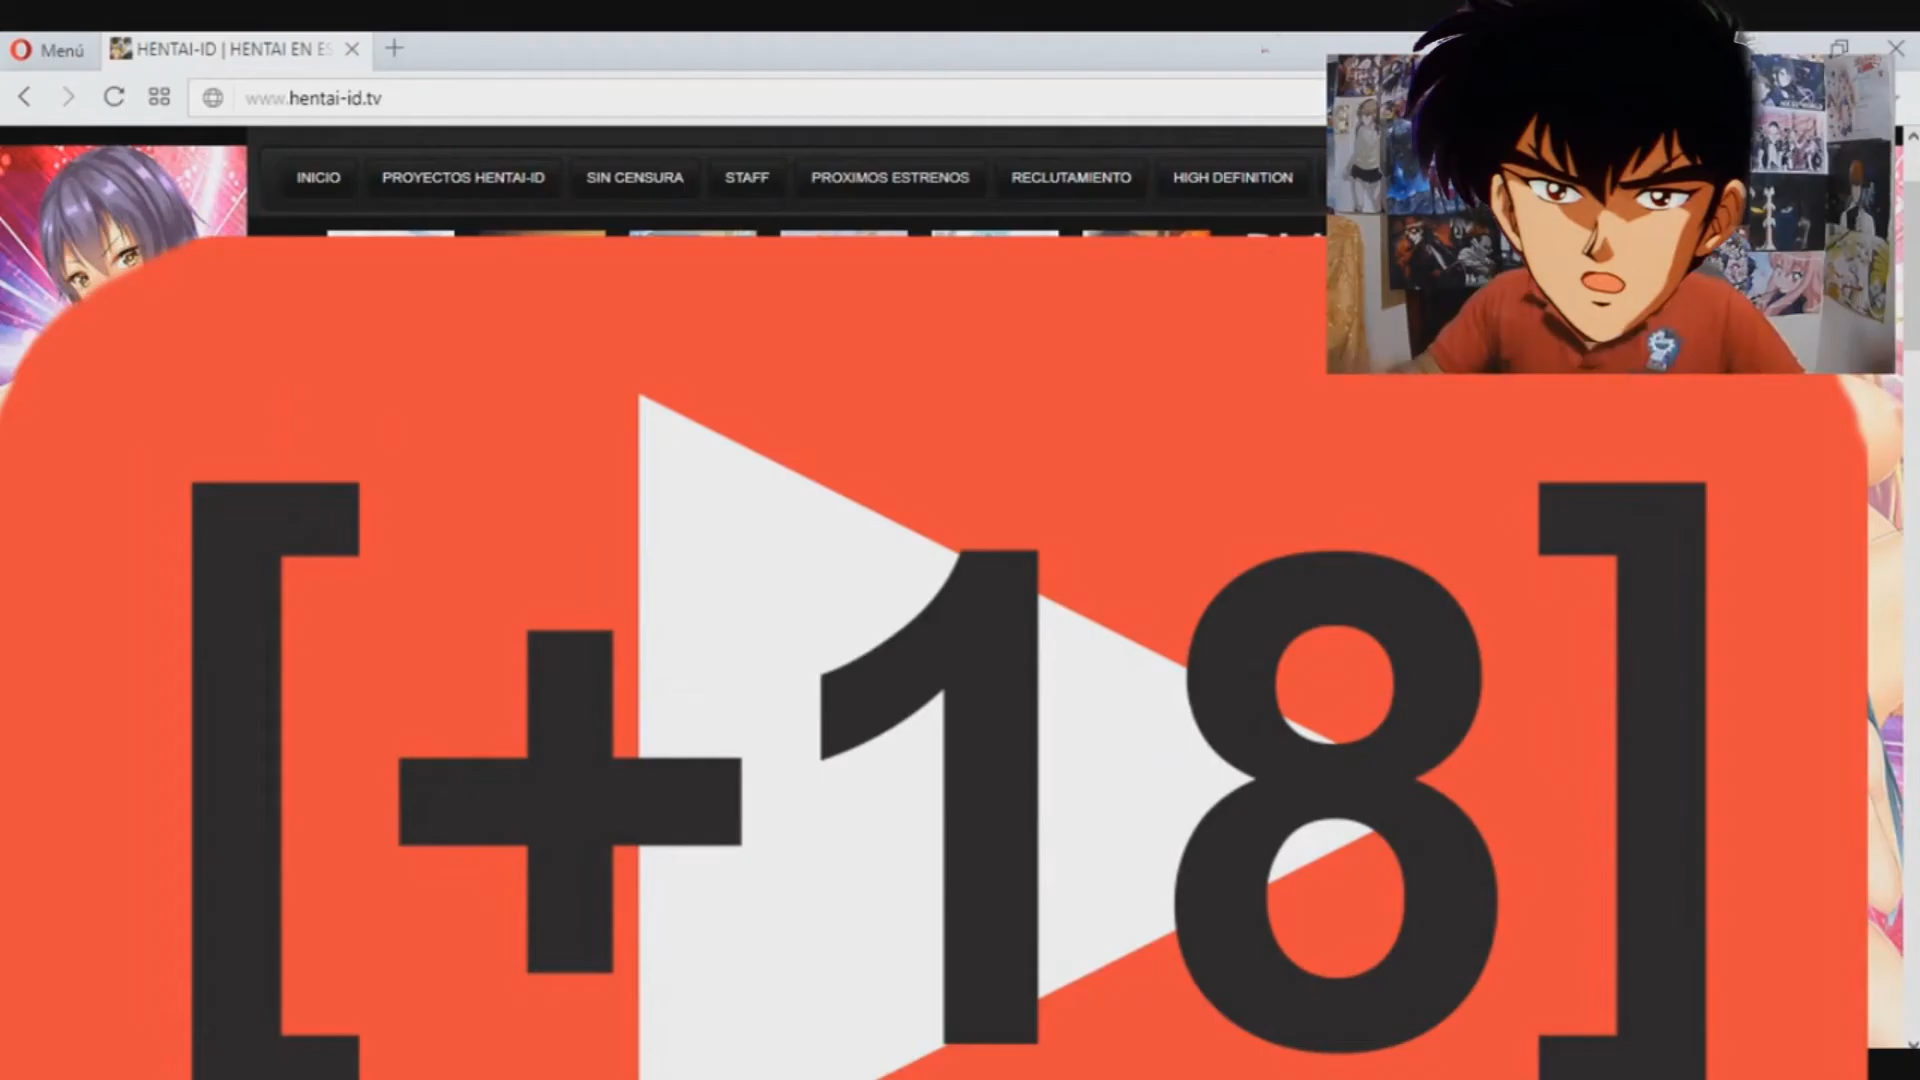 Menú
HENTAI-ID | HENTAI EN ES
www.hentai-id.tv
INICIO
PROYECTOS HENTAI-ID
SIN CENSURA
STAFF
PROXIMOS ESTRENOS
RECLUTAMIENTO
HIGH DEFINITION
[+18]